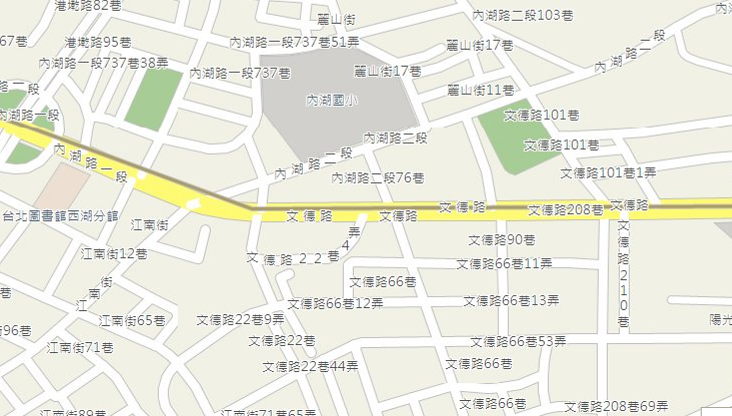 港墘路82巷
麗山街
內湖路二段103巷
內
67巷
港墘路95巷
內湖路一段737巷51弄
麗山街17巷
內湖路二段
內湖路一段737巷38弄
內湖路一段737巷
麗山街17巷
路一段
內湖國小
麗山街11巷
內湖路一段
文德路101巷
內湖路二段
文德路101巷
內湖路一段
內湖路二段
文德路101巷1弄
內湖路二段76巷
台北圖書館西湖分館
文德路
文德路
文德路
文德路208巷
文德路
江南街
4弄
文德路90巷
文德路210巷
江南街12巷
文德路22巷
文德路66巷11弄
江南街
文德路66巷
巷
文德路66巷12弄
文德路66巷13弄
96巷
江南街65巷
文德路22巷9弄
陽光
江南街71巷
文德路22巷
文德路66巷53弄
文德路22巷44弄
文德路66巷
文德路66巷
文德路208巷69弄
江南街89巷
江南街71巷65弄